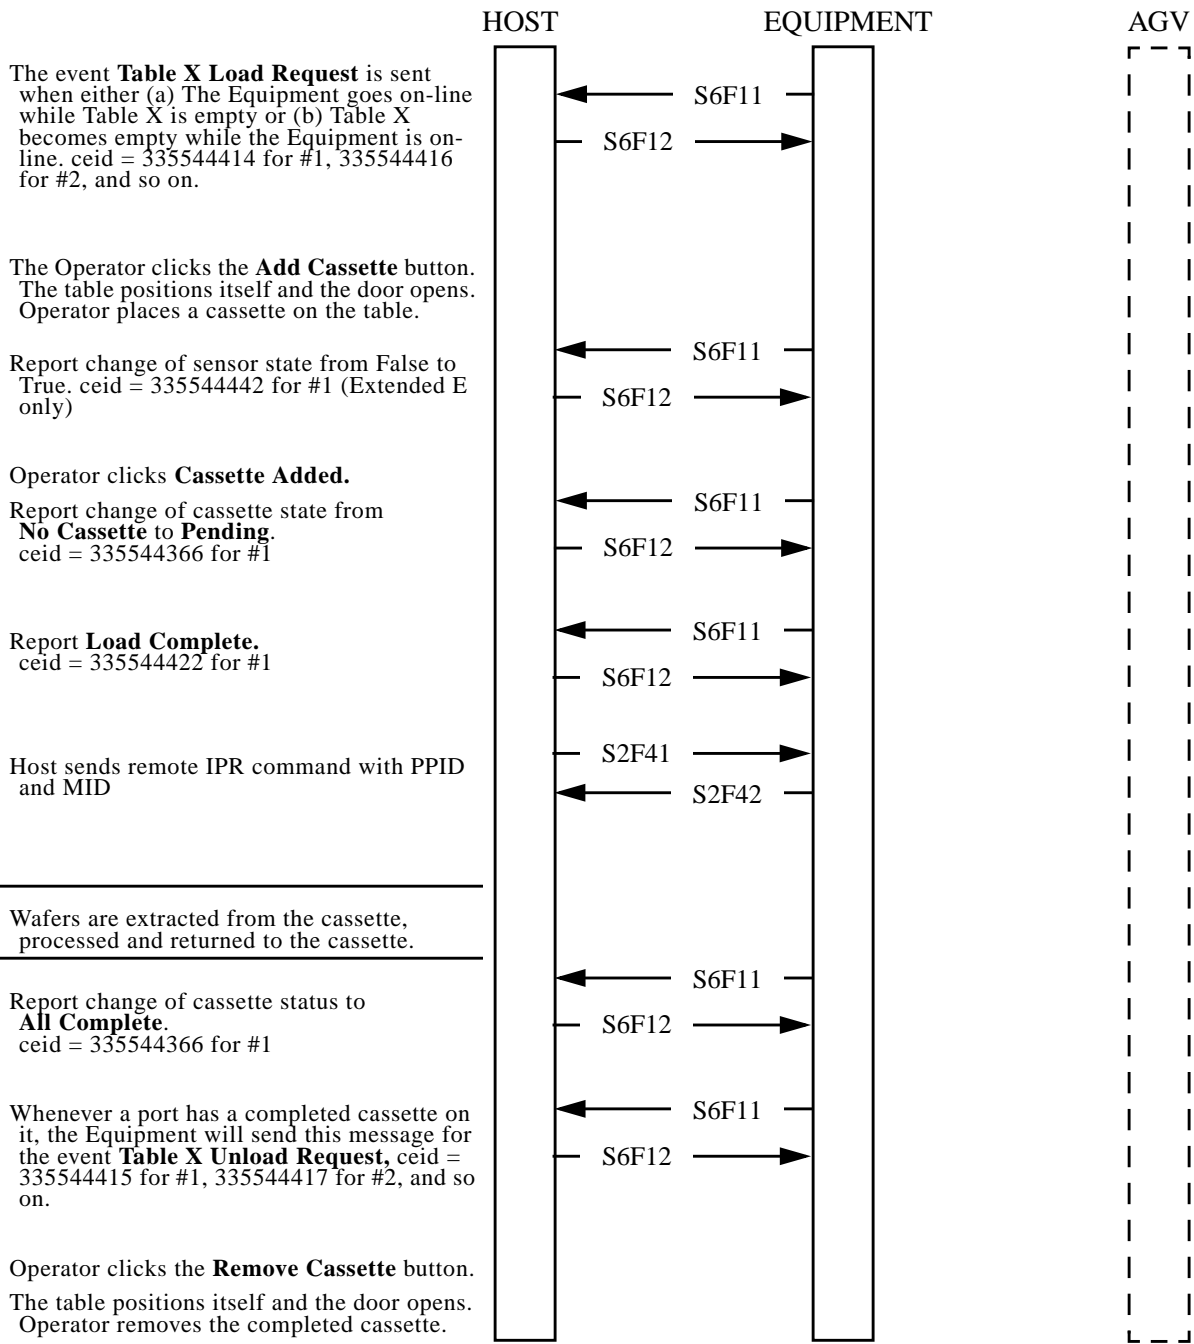 HOST EQUIPMENT AGV
The event Table X Load Request is sent
when either (a) The Equipment goes on-line
while Table X is empty or (b) Table X
becomes empty while the Equipment is on-
line. ceid = 335544414 for #1, 335544416
for #2, and so on.
S6F11
S6F12
The Operator clicks the Add Cassette button.
The table positions itself and the door opens.
Operator places a cassette on the table.
Report change of sensor state from False to
True. ceid = 335544442 for #1 (Extended E
only)
S6F11
S6F12
Operator clicks Cassette Added.
Report change of cassette state from
No Cassette to Pending.
ceid = 335544366 for #1
S6F11
S6F12
Report Load Complete.
ceid = 335544422 for #1
S6F11
S6F12
Host sends remote IPR command with PPID
and MID
S2F41
S2F42
Wafers are extracted from the cassette,
processed and returned to the cassette.
Report change of cassette status to
All Complete.
ceid = 335544366 for #1
S6F11
S6F12
Whenever a port has a completed cassette on
it, the Equipment will send this message for
the event Table X Unload Request, ceid =
335544415 for #1, 335544417 for #2, and so
on.
S6F11
S6F12
Operator clicks the Remove Cassette button.
The table positions itself and the door opens.
Operator removes the completed cassette.